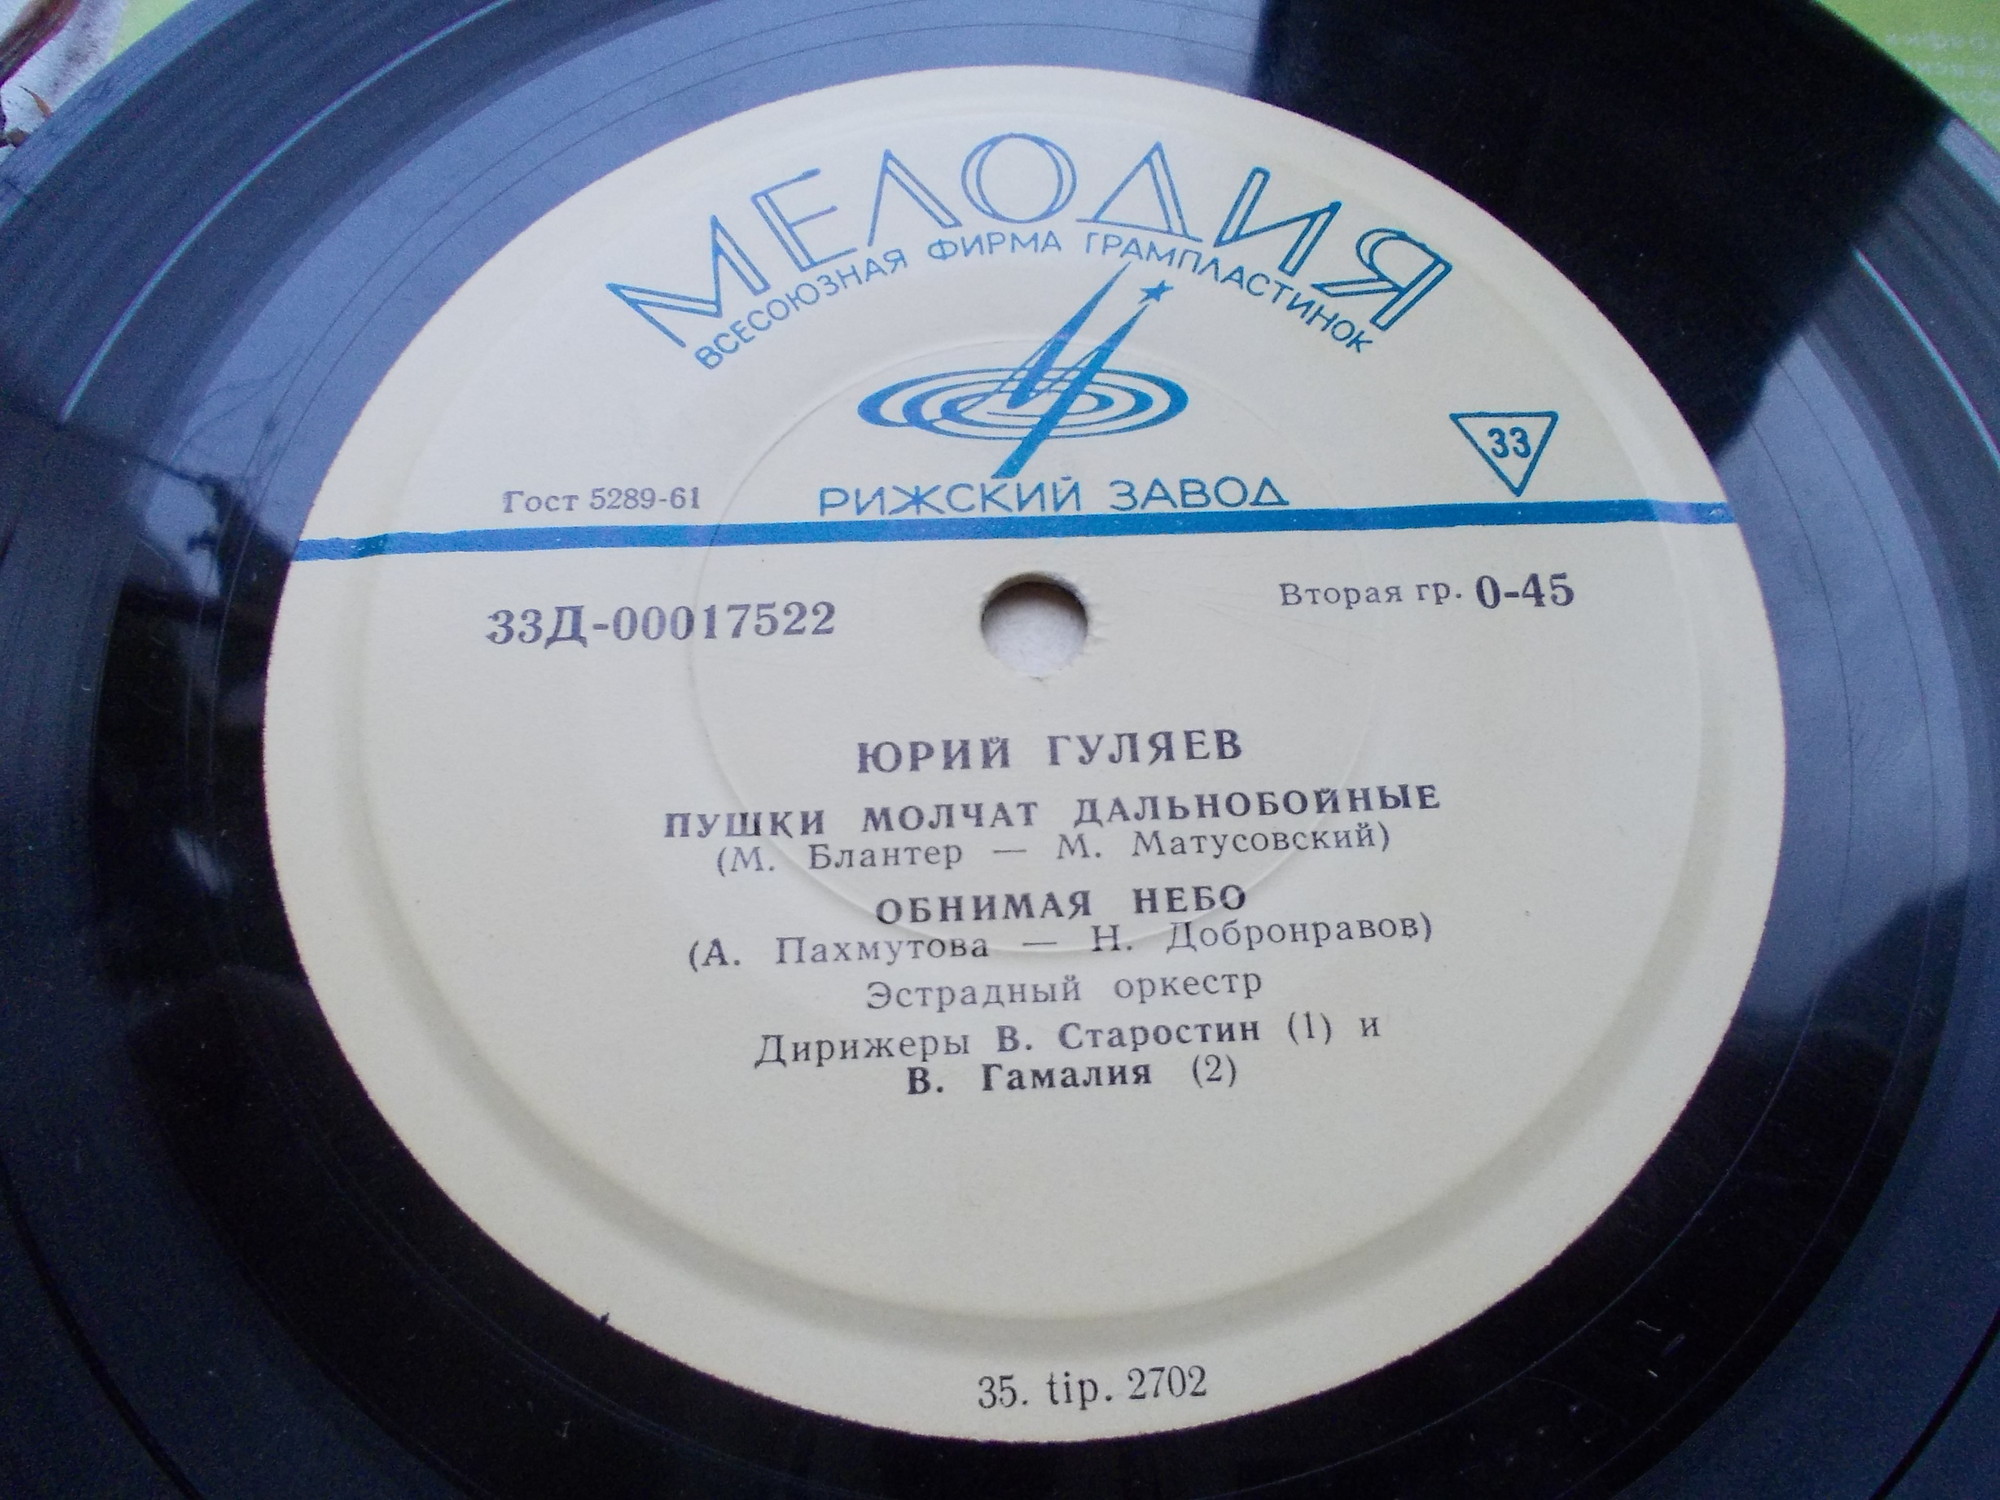 МЕЛОДИЯ
ВСЕСОЮЗНАЯ ФИРМА ГРАМПЛАСТИНОК
33
Гост 5289-61
РИЖСКИЙ ЗАВОД
33Д-00017522
Вторая гр. 0-45
ЮРИЙ ГУЛЯЕВ
ПУШКИ МОЛЧАТ ДАЛЬНОБОЙНЫЕ
(М. Блантер — М. Матусовский)
ОБНИМАЯ НЕБО
(А. Пахмутова — Н. Добронравов)
Эстрадный оркестр
Дирижеры В. Старостин (1) и
В. Гамалия (2)
35. tip. 2702